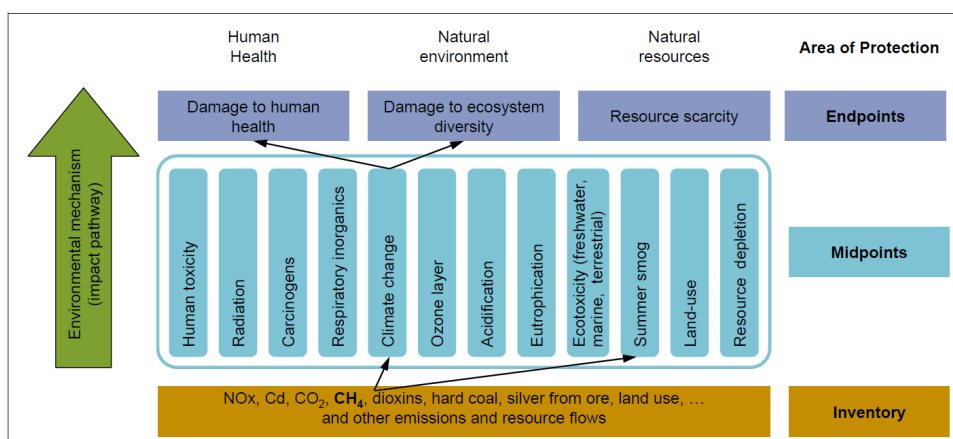 Human
Health
Natural
environment
Natural
resources
Area of Protection
Damage to human
health
Damage to ecosystem
diversity
Resource scarcity
Endpoints
Environmental mechanism
(impact pathway)
Human toxicity
Radiation
Carcinogens
Respiratory inorganics
Climate change
Ozone layer
Acidification
Eutrophication
Ecotoxicity (freshwater,
marine, terrestrial)
Summer smog
Land-use
Resource depletion
Midpoints
NOx, Cd, CO₂, CH₄, dioxins, hard coal, silver from ore, land use, …
and other emissions and resource flows
Inventory